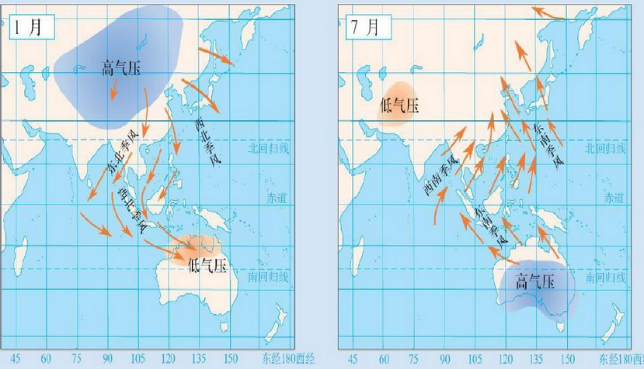 1 月
高气压
东北季风
西北季风
西北季风
低气压
北回归线
赤道
南回归线
45 60 75 90 105 120 135 150 东经180西经
7 月
低气压
西南季风
东南季风
东南季风
高气压
北回归线
赤道
南回归线
45 60 75 90 105 120 135 150 东经180西